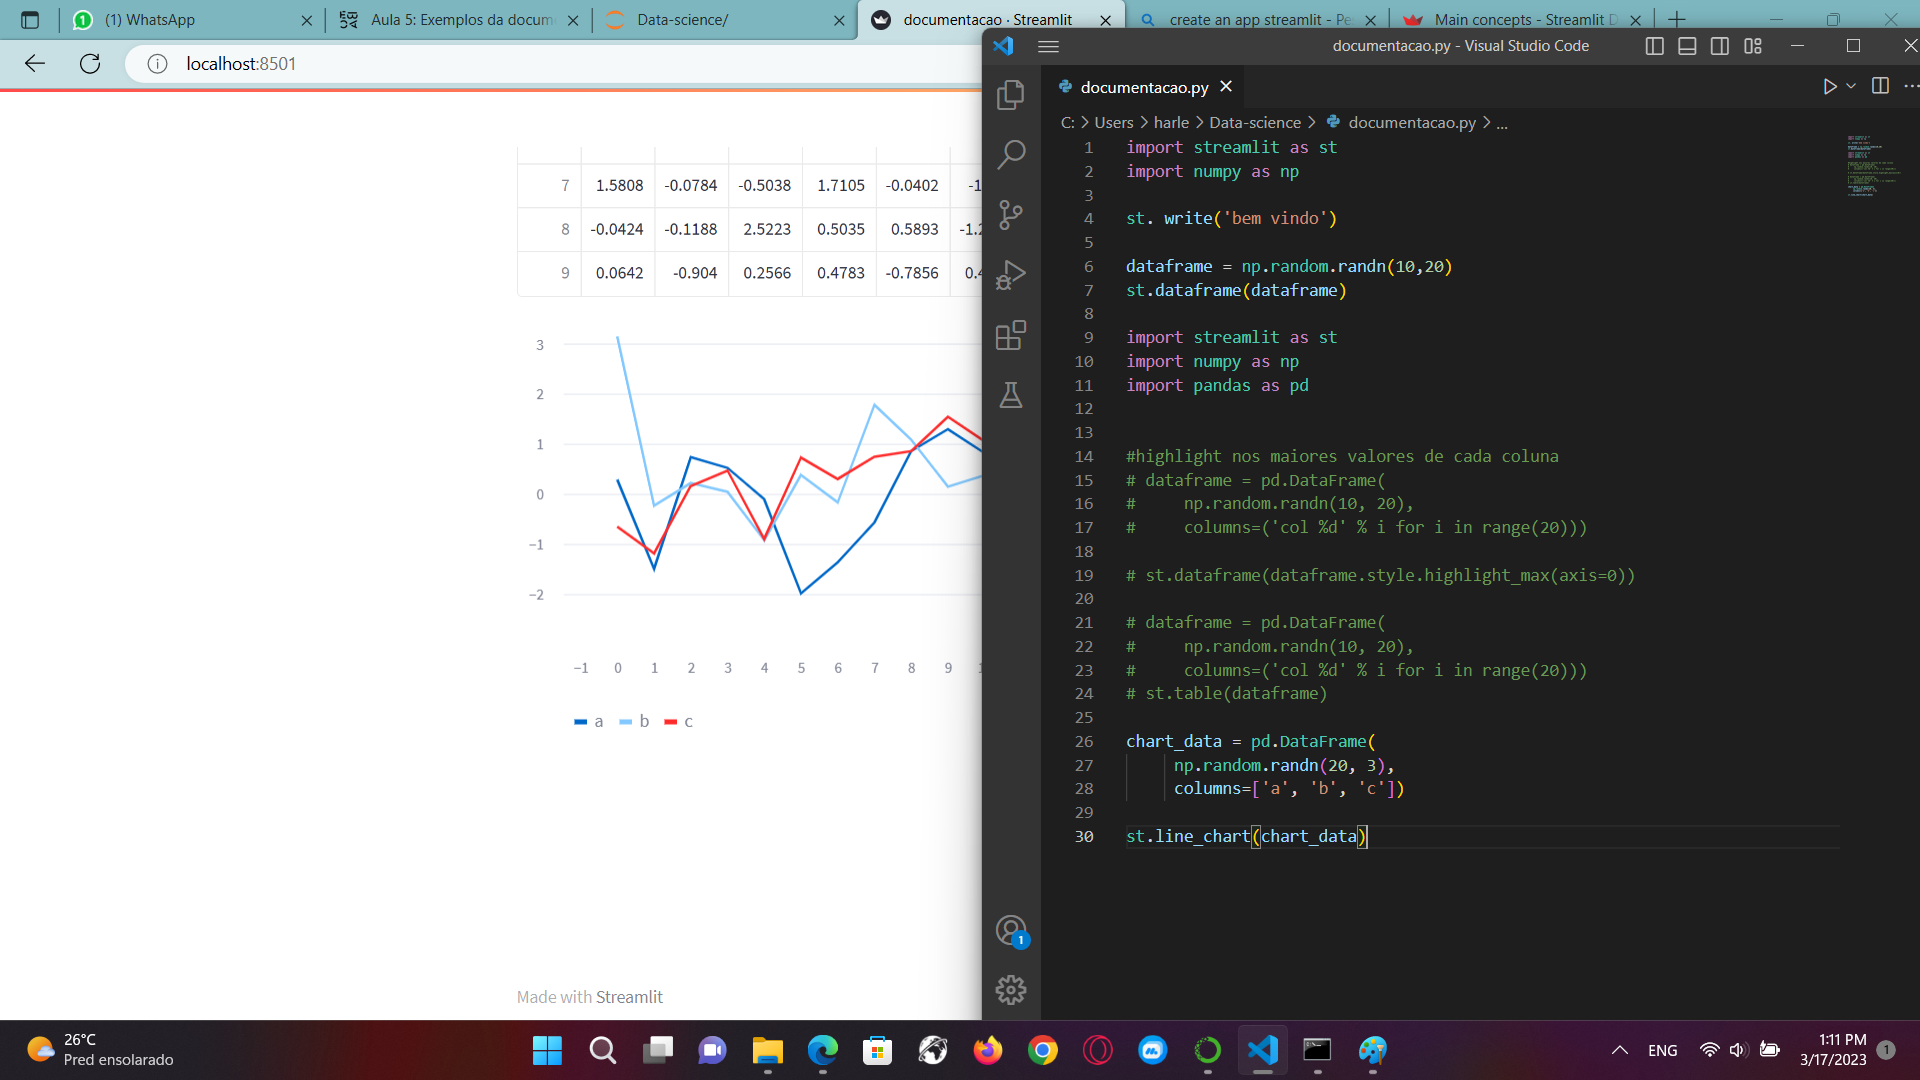 (1) WhatsApp
Aula 5: Exemplos da docum
Data-science/
documentacao · Streamlit
create an app streamlit - Pe
Main concepts - Streamlit D
localhost:8501
7 1.5808 -0.0784 -0.5038 1.7105 -0.0402 -1
8 -0.0424 -0.1188 2.5223 0.5035 0.5893 -1.2
9 0.0642 -0.904 0.2566 0.4783 -0.7856 0.4
3
2
1
0
−1
−2
−1 0 1 2 3 4 5 6 7 8 9 1
a b c
Made with Streamlit
documentacao.py - Visual Studio Code
documentacao.py
C: > Users > harle > Data-science > documentacao.py > ...
1 import streamlit as st
2 import numpy as np
3
4 st. write('bem vindo')
5
6 dataframe = np.random.randn(10,20)
7 st.dataframe(dataframe)
8
9 import streamlit as st
10 import numpy as np
11 import pandas as pd
12
13
14 #highlight nos maiores valores de cada coluna
15 # dataframe = pd.DataFrame(
16 #     np.random.randn(10, 20),
17 #     columns=('col %d' % i for i in range(20)))
18
19 # st.dataframe(dataframe.style.highlight_max(axis=0))
20
21 # dataframe = pd.DataFrame(
22 #     np.random.randn(10, 20),
23 #     columns=('col %d' % i for i in range(20)))
24 # st.table(dataframe)
25
26 chart_data = pd.DataFrame(
27     np.random.randn(20, 3),
28     columns=['a', 'b', 'c'])
29
30 st.line_chart(chart_data)
1
26°C
Pred ensolarado
ENG
1:11 PM
3/17/2023
1